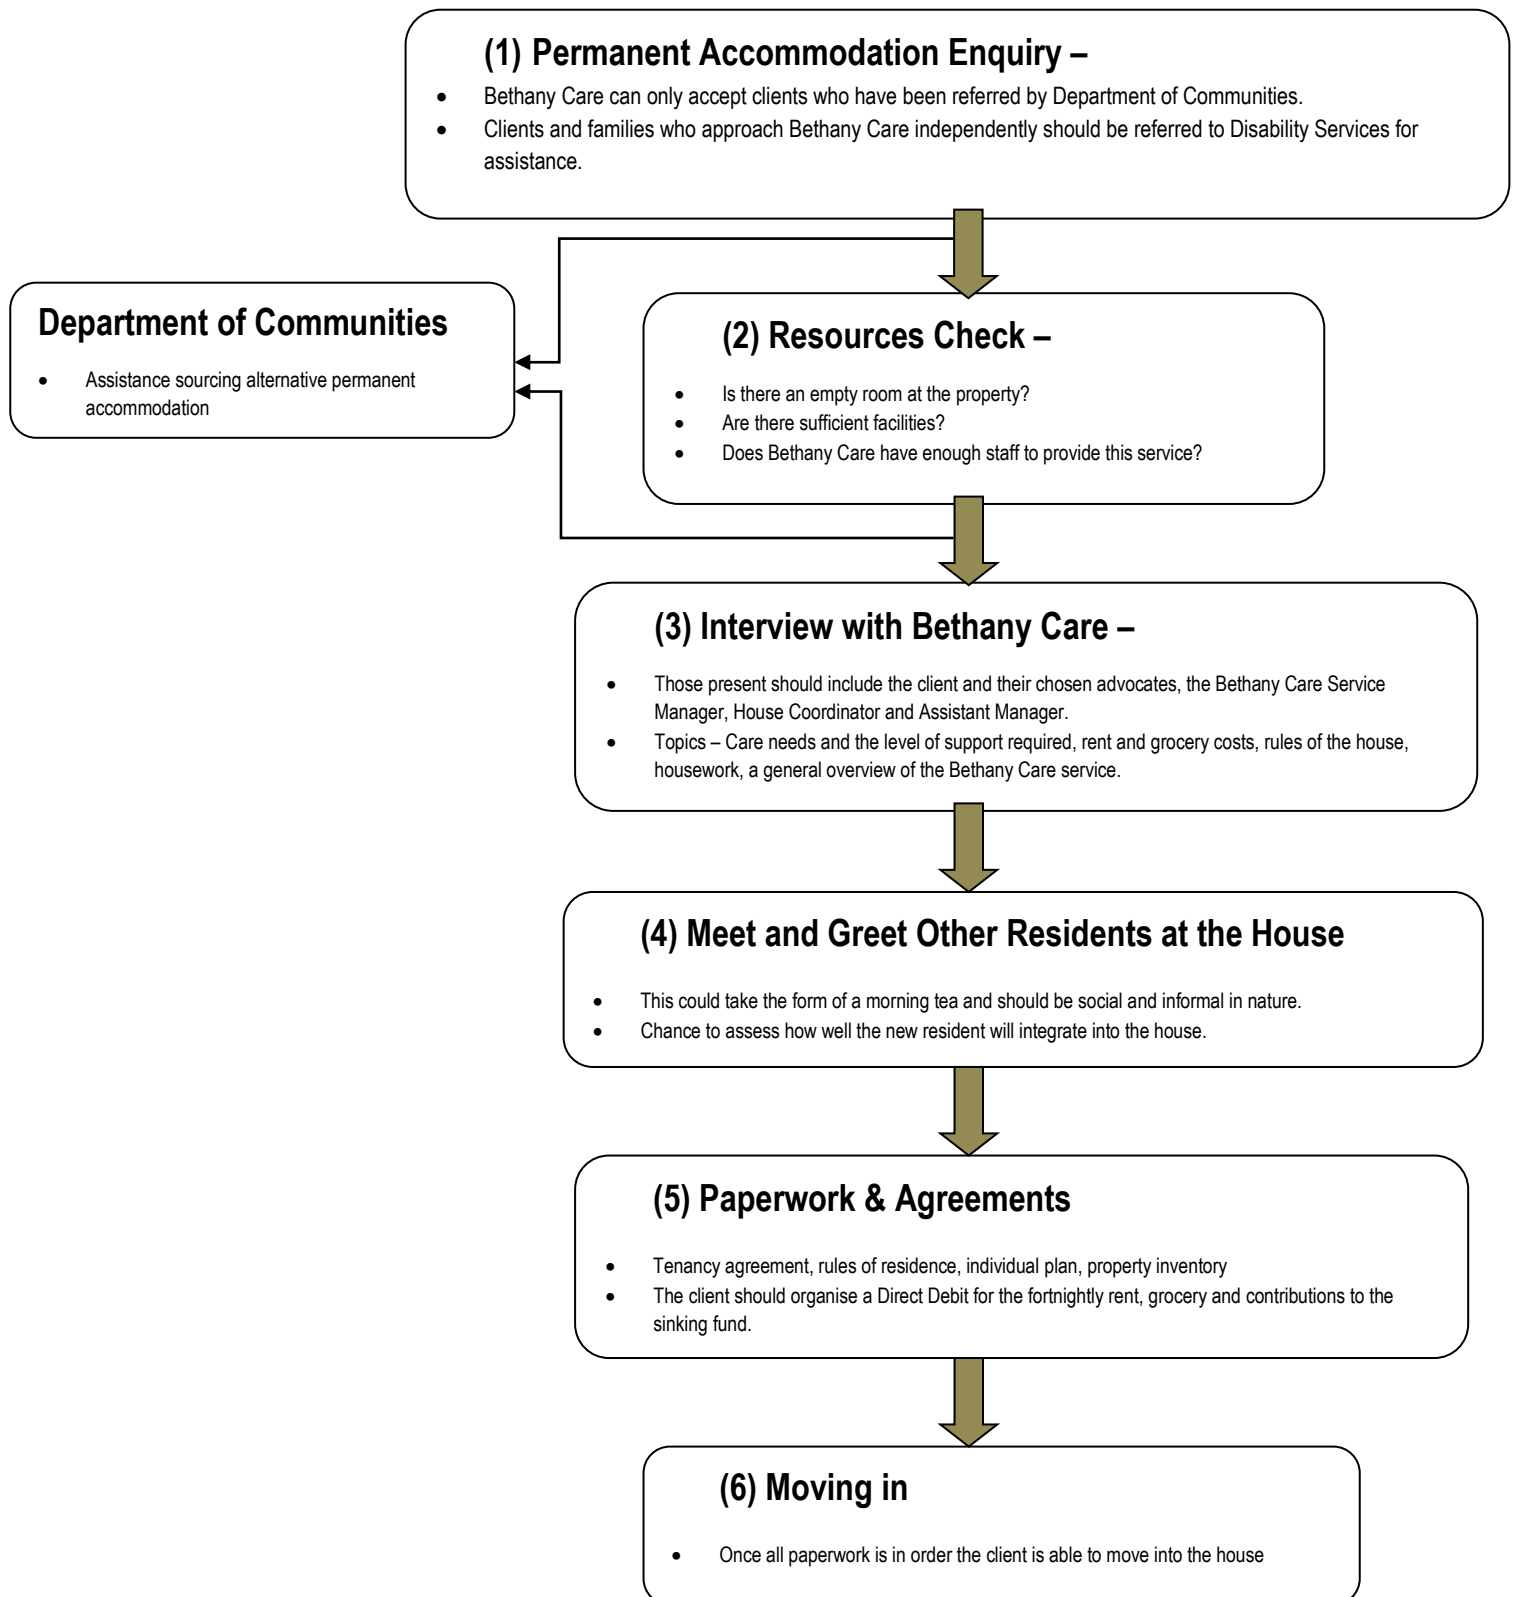 (1) Permanent Accommodation Enquiry –
• Bethany Care can only accept clients who have been referred by Department of Communities.
• Clients and families who approach Bethany Care independently should be referred to Disability Services for
assistance.
Department of Communities
• Assistance sourcing alternative permanent
accommodation
(2) Resources Check –
• Is there an empty room at the property?
• Are there sufficient facilities?
• Does Bethany Care have enough staff to provide this service?
(3) Interview with Bethany Care –
• Those present should include the client and their chosen advocates, the Bethany Care Service
Manager, House Coordinator and Assistant Manager.
• Topics – Care needs and the level of support required, rent and grocery costs, rules of the house,
housework, a general overview of the Bethany Care service.
(4) Meet and Greet Other Residents at the House
• This could take the form of a morning tea and should be social and informal in nature.
• Chance to assess how well the new resident will integrate into the house.
(5) Paperwork & Agreements
• Tenancy agreement, rules of residence, individual plan, property inventory
• The client should organise a Direct Debit for the fortnightly rent, grocery and contributions to the
sinking fund.
(6) Moving in
• Once all paperwork is in order the client is able to move into the house